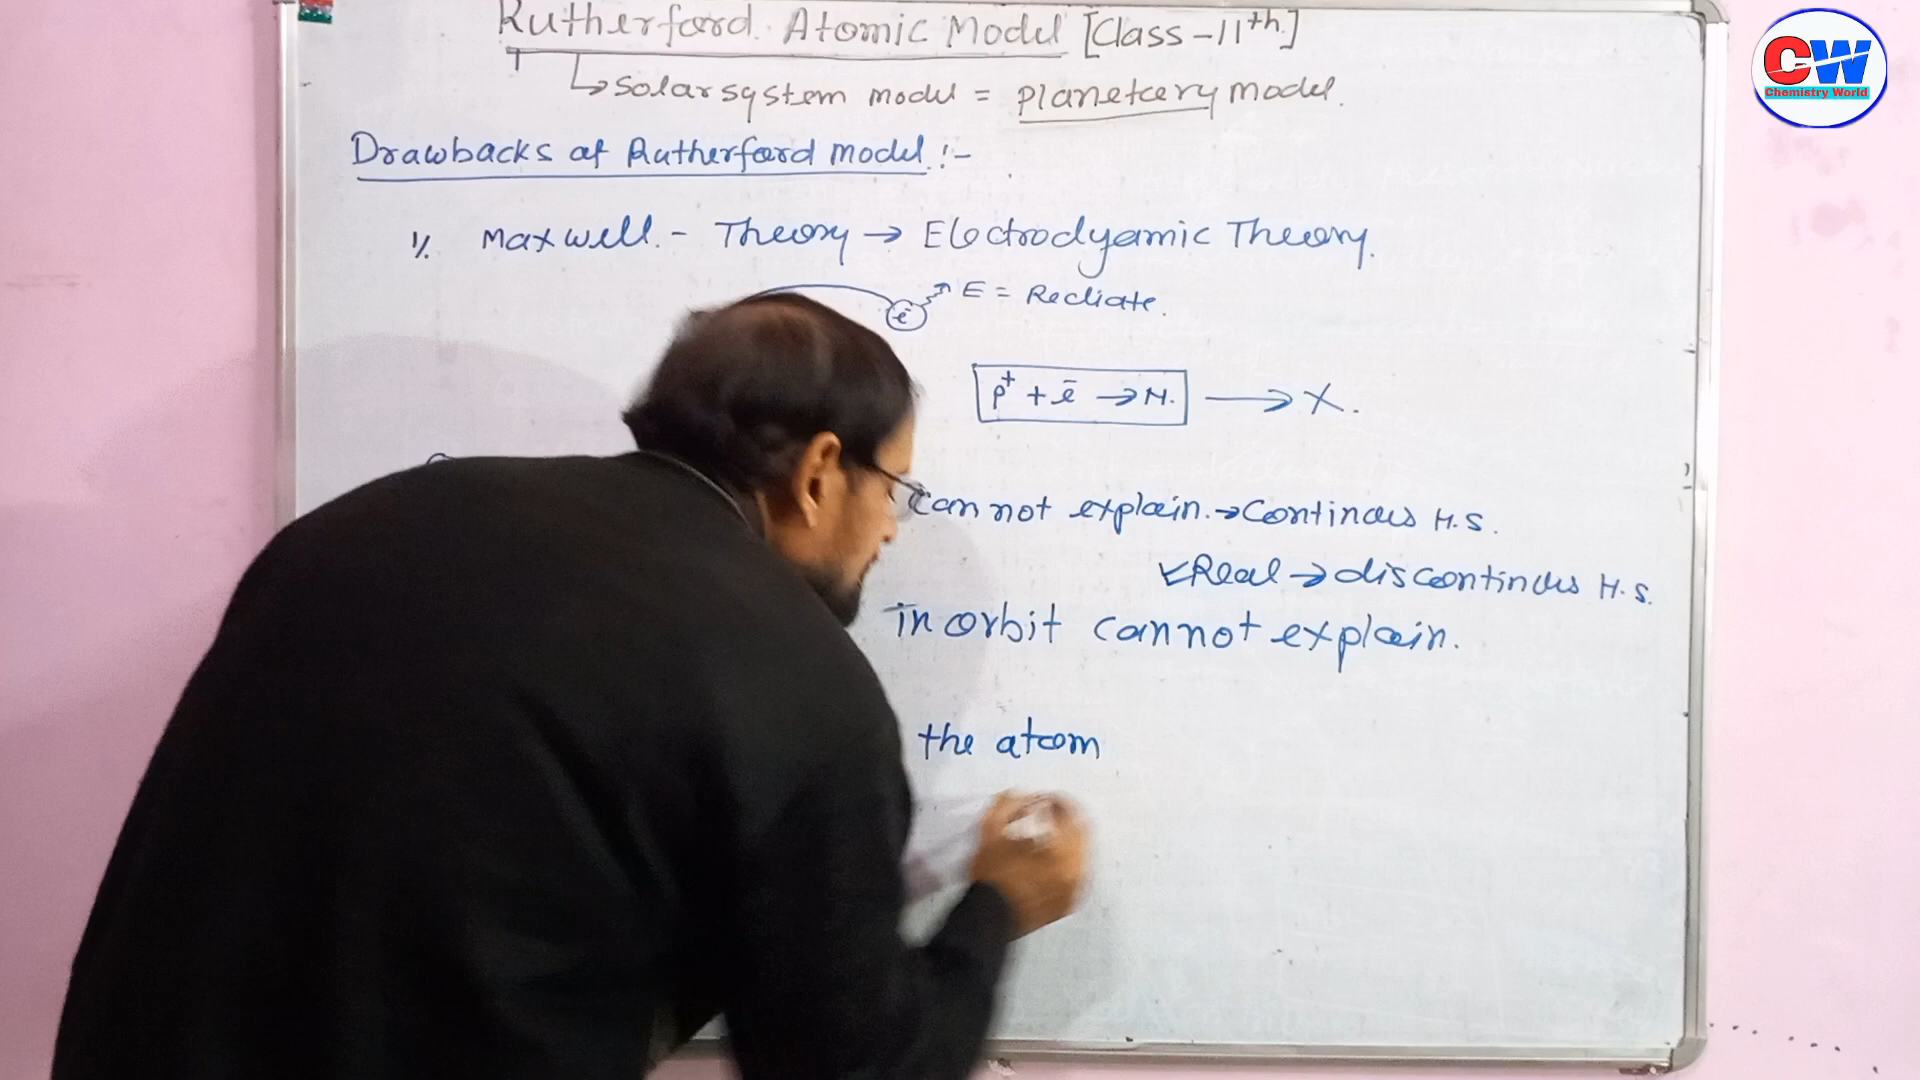 Rutherford. Atomic Model [Class-11th.]
CW
Chemistry World
↳ Solar system model = planetary model.
Drawbacks of Rutherford model:-
1/. Maxwell. - Theory → Electrodyamic Theory.
ē E = Radiate.
p⁺ + ē → N. → X.
Cannot explain. → Continous H.S.
Real → discontinous H.S.
in orbit cannot explain.
the atom